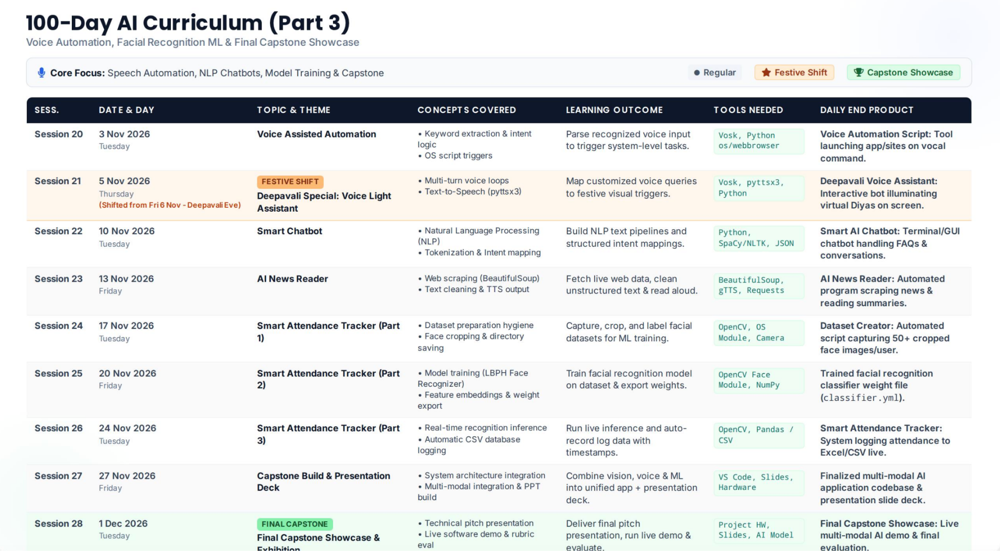 100-Day AI Curriculum (Part 3)
Voice Automation, Facial Recognition ML & Final Capstone Showcase
Core Focus: Speech Automation, NLP Chatbots, Model Training & Capstone
Regular
Festive Shift
Capstone Showcase
SESS.
DATE & DAY
TOPIC & THEME
CONCEPTS COVERED
LEARNING OUTCOME
TOOLS NEEDED
DAILY END PRODUCT
Session 20
3 Nov 2026
Tuesday
Voice Assisted Automation
• Keyword extraction & intent
logic
• OS script triggers
Parse recognized voice input
to trigger system-level tasks.
Vosk, Python
os/webbrowser
Voice Automation Script: Tool
launching app/sites on vocal
command.
Session 21
5 Nov 2026
Thursday
(Shifted from Fri 6 Nov - Deepavali Eve)
FESTIVE SHIFT
Deepavali Special: Voice Light
Assistant
• Multi-turn voice loops
• Text-to-Speech (pyttsx3)
Map customized voice queries
to festive visual triggers.
Vosk, pyttsx3,
Python
Deepavali Voice Assistant:
Interactive bot illuminating
virtual Diyas on screen.
Session 22
10 Nov 2026
Tuesday
Smart Chatbot
• Natural Language Processing
(NLP)
• Tokenization & Intent mapping
Build NLP text pipelines and
structured intent mappings.
Python,
SpaCy/NLTK, JSON
Smart AI Chatbot: Terminal/GUI
chatbot handling FAQs &
conversations.
Session 23
13 Nov 2026
Friday
AI News Reader
• Web scraping (BeautifulSoup)
• Text cleaning & TTS output
Fetch live web data, clean
unstructured text & read aloud.
BeautifulSoup,
gTTS, Requests
AI News Reader: Automated
program scraping news &
reading summaries.
Session 24
17 Nov 2026
Tuesday
Smart Attendance Tracker (Part
1)
• Dataset preparation hygiene
• Face cropping & directory
saving
Capture, crop, and label facial
datasets for ML training.
OpenCV, OS
Module, Camera
Dataset Creator: Automated
script capturing 50+ cropped
face images/user.
Session 25
20 Nov 2026
Friday
Smart Attendance Tracker (Part
2)
• Model training (LBPH Face
Recognizer)
• Feature embeddings & weight
export
Train facial recognition model
on dataset & export weights.
OpenCV Face
Module, NumPy
Trained facial recognition
classifier weight file
(classifier.yml).
Session 26
24 Nov 2026
Tuesday
Smart Attendance Tracker (Part
3)
• Real-time recognition inference
• Automatic CSV database
logging
Run live inference and auto-
record log data with
timestamps.
OpenCV, Pandas /
CSV
Smart Attendance Tracker:
System logging attendance to
Excel/CSV live.
Session 27
27 Nov 2026
Friday
Capstone Build & Presentation
Deck
• System architecture integration
• Multi-modal integration & PPT
build
Combine vision, voice & ML
into unified app + presentation
deck.
VS Code, Slides,
Hardware
Finalized multi-modal AI
application codebase &
presentation slide deck.
Session 28
1 Dec 2026
Tuesday
FINAL CAPSTONE
Final Capstone Showcase &
Exhibition
• Technical pitch presentation
• Live software demo & rubric
eval
Deliver final pitch
presentation, run live demo &
evaluate.
Project HW,
Slides, AI Model
Final Capstone Showcase: Live
multi-modal AI demo & final
evaluation.